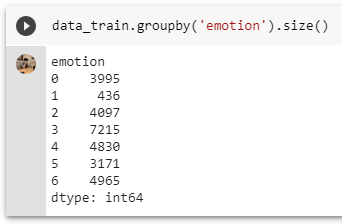 data_train.groupby('emotion').size()
emotion
0    3995
1     436
2    4097
3    7215
4    4830
5    3171
6    4965
dtype: int64